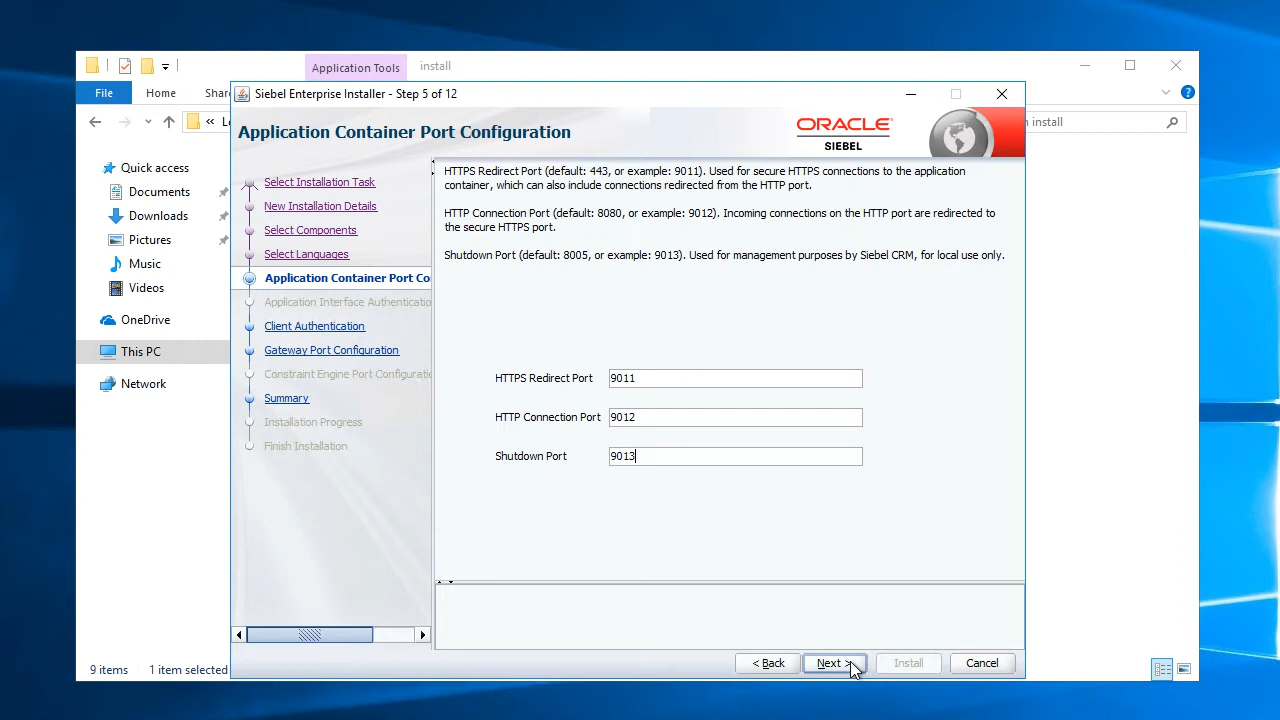 Application Tools
install
File
Home
Shar
Siebel Enterprise Installer - Step 5 of 12
«
Lo
n install
Application Container Port Configuration
ORACLE
SIEBEL
Quick access
Documents
Downloads
Pictures
Music
Videos
OneDrive
This PC
Network
Select Installation Task
New Installation Details
Select Components
Select Languages
Application Container Port Co
Application Interface Authenticatio
Client Authentication
Gateway Port Configuration
Constraint Engine Port Configurati
Summary
Installation Progress
Finish Installation
HTTPS Redirect Port (default: 443, or example: 9011). Used for secure HTTPS connections to the application
container, which can also include connections redirected from the HTTP port.
HTTP Connection Port (default: 8080, or example: 9012). Incoming connections on the HTTP port are redirected to
the secure HTTPS port.
Shutdown Port (default: 8005, or example: 9013). Used for management purposes by Siebel CRM, for local use only.
HTTPS Redirect Port
9011
HTTP Connection Port
9012
Shutdown Port
9013
< Back
Next >
Install
Cancel
9 items
1 item selected